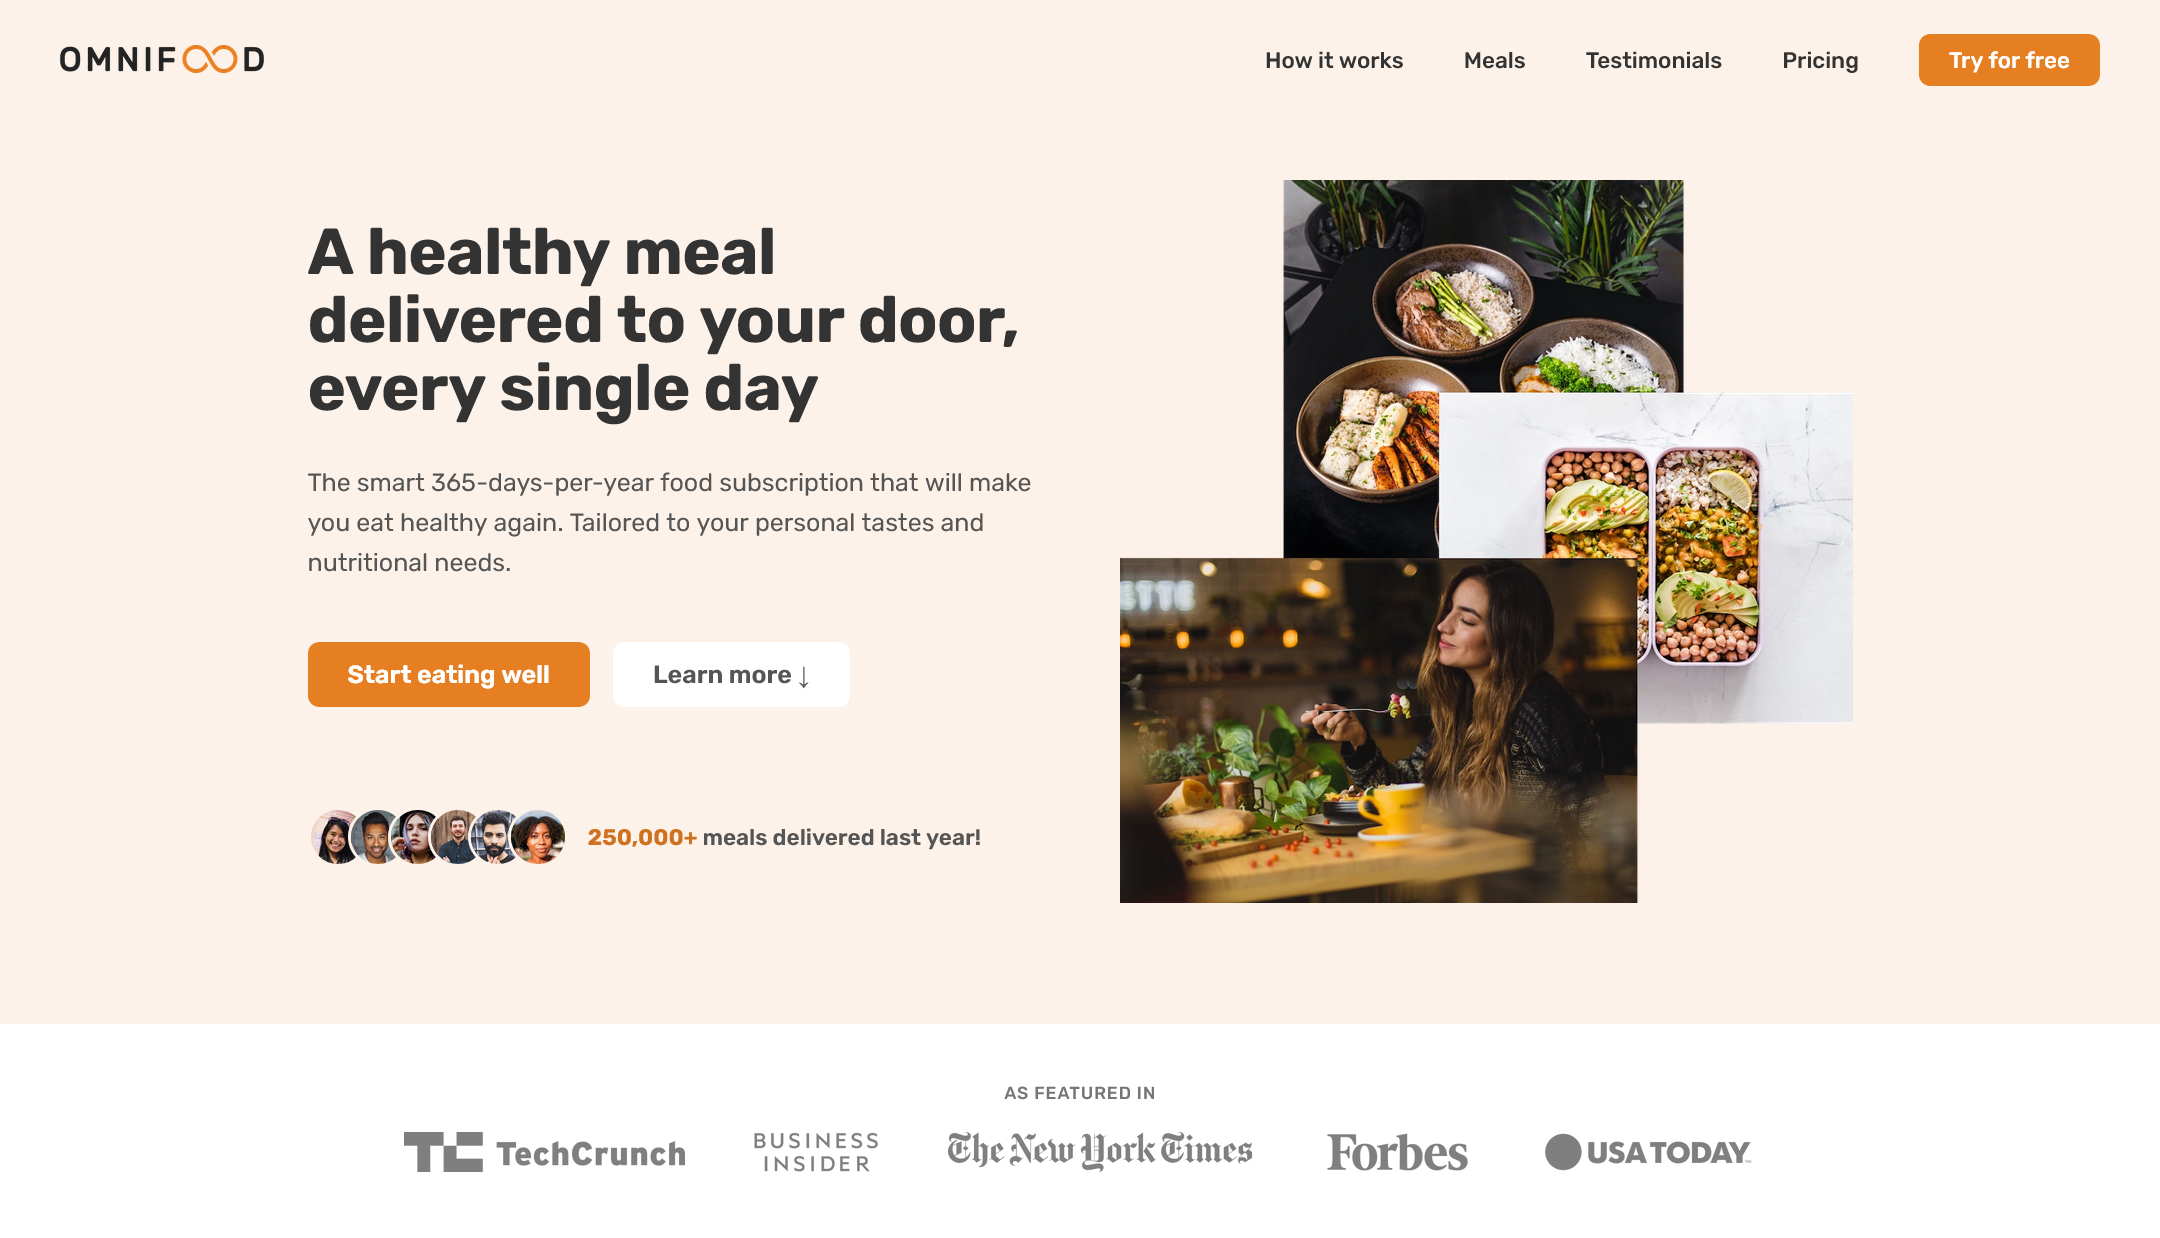 OMNIFOOD
How it works
Meals
Testimonials
Pricing
Try for free
A healthy meal
delivered to your door,
every single day
The smart 365-days-per-year food subscription that will make
you eat healthy again. Tailored to your personal tastes and
nutritional needs.
Start eating well
Learn more ↓
250,000+ meals delivered last year!
ETTE
AS FEATURED IN
TC TechCrunch
BUSINESS
INSIDER
The New York Times
Forbes
USA TODAY